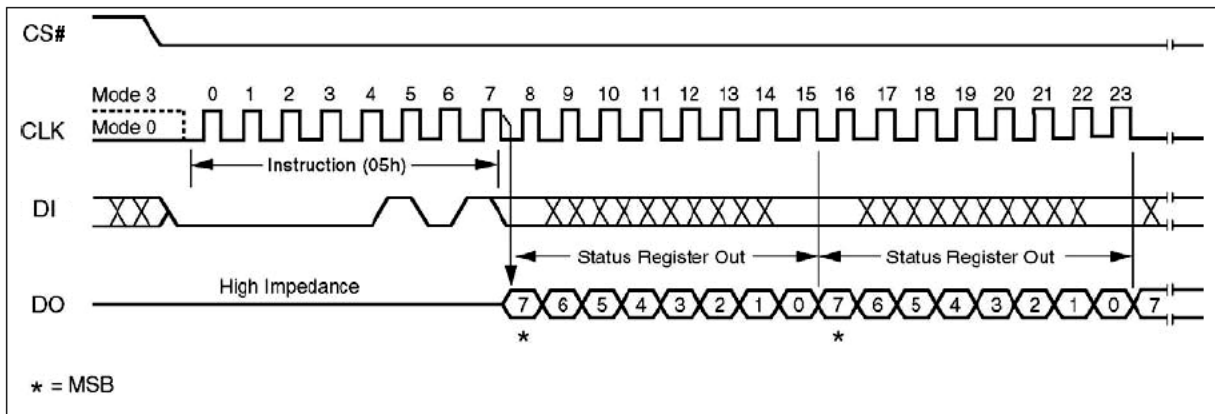 CS#
Mode 3
0 1 2 3 4 5 6 7 8 9 10 11 12 13 14 15 16 17 18 19 20 21 22 23
CLK
Mode 0
Instruction (05h)
DI
Status Register Out
Status Register Out
High Impedance
DO
7 6 5 4 3 2 1 0 7 6 5 4 3 2 1 0 7
* *
* = MSB